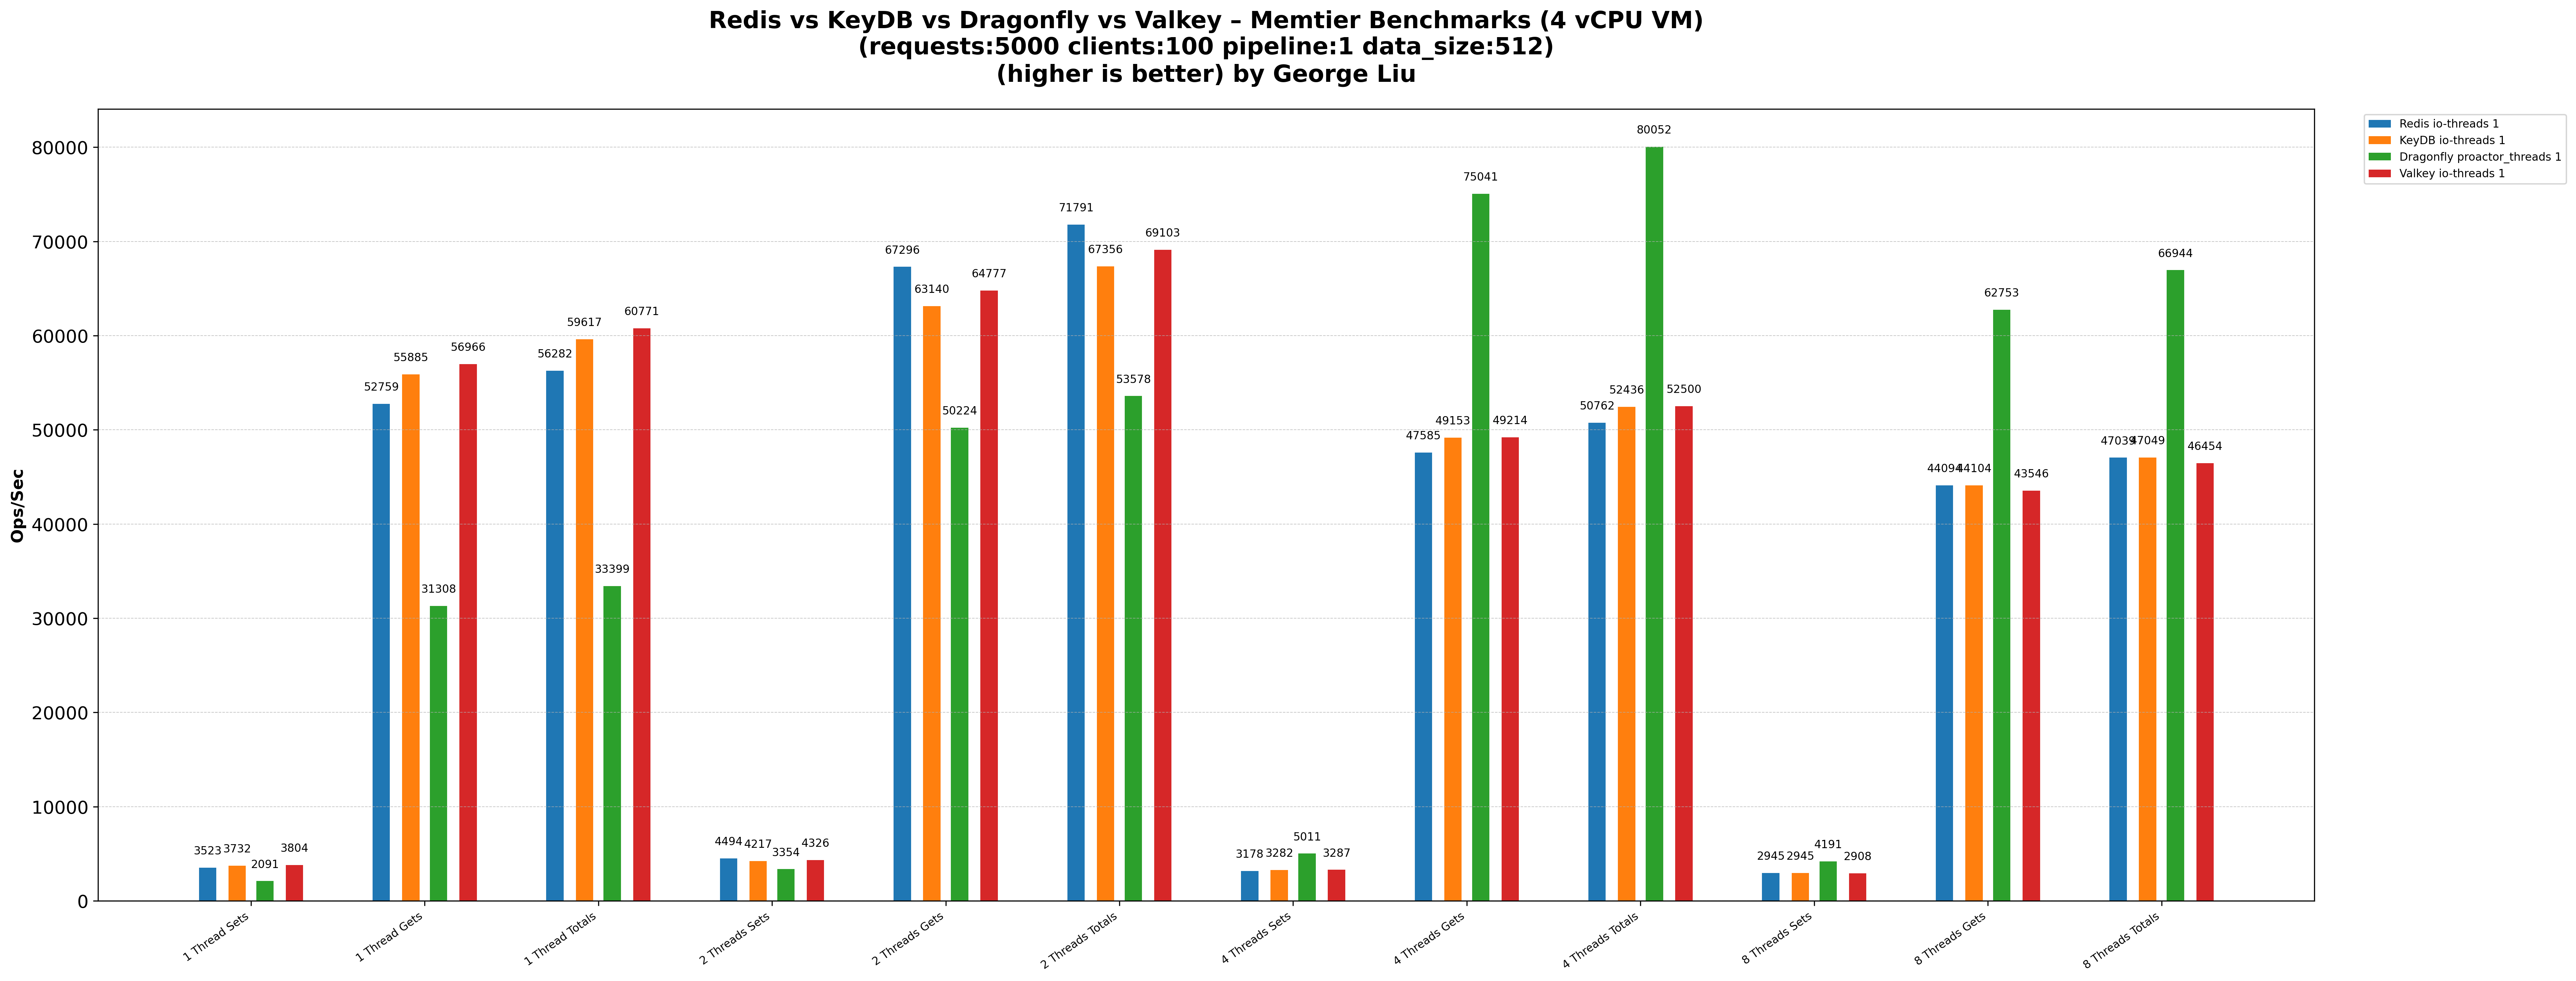 Redis vs KeyDB vs Dragonfly vs Valkey – Memtier Benchmarks (4 vCPU VM)
(requests:5000 clients:100 pipeline:1 data_size:512)
(higher is better) by George Liu
Redis io-threads 1
KeyDB io-threads 1
Dragonfly proactor_threads 1
Valkey io-threads 1
Ops/Sec
80000
70000
60000
50000
40000
30000
20000
10000
0
3523 3732 2091 3804
52759 55885 31308 56966
56282 59617 33399 60771
4494 4217 3354 4326
67296 63140 50224 64777
71791 67356 53578 69103
3178 3282 5011 3287
47585 49153 75041 49214
50762 52436 80052 52500
2945 2945 4191 2908
44094 44104 62753 43546
47039 47049 66944 46454
1 Thread Sets
1 Thread Gets
1 Thread Totals
2 Threads Sets
2 Threads Gets
2 Threads Totals
4 Threads Sets
4 Threads Gets
4 Threads Totals
8 Threads Sets
8 Threads Gets
8 Threads Totals